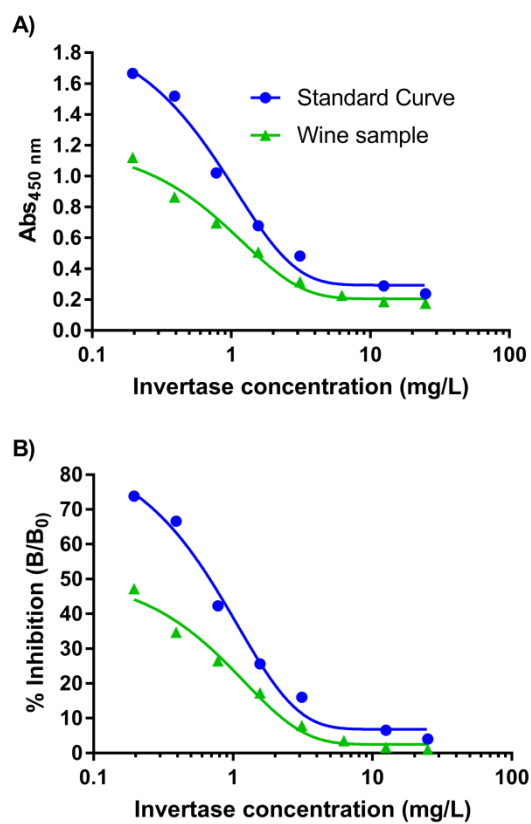 A)
1.8
1.6
1.4
1.2
1.0
0.8
0.6
0.4
0.2
0.0
Abs450 nm
Standard Curve
Wine sample
0.1 1 10 100
Invertase concentration (mg/L)
B)
80
70
60
50
40
30
20
10
0
% Inhibition (B/B0)
0.1 1 10 100
Invertase concentration (mg/L)